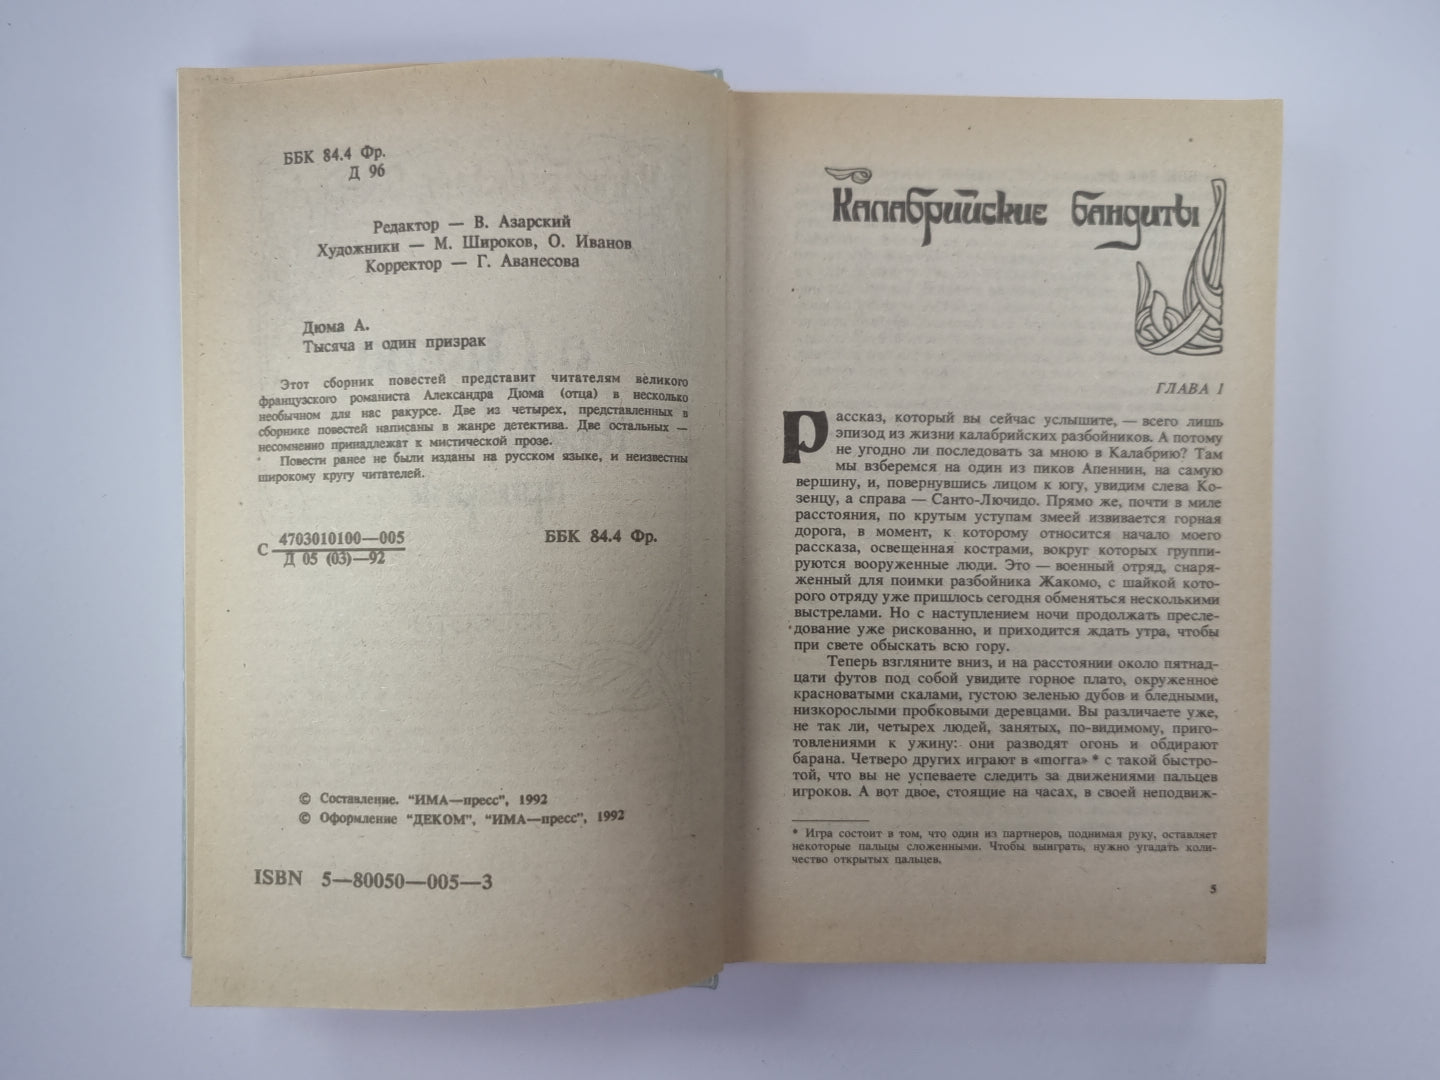 ББК 84.4 Фр.
Д 96
Редактор — В. Азарский
Художники — М. Широков, О. Иванов
Корректор — Г. Аванесова
Дюма А.
Тысяча и один призрак
Этот сборник повестей представит читателям великого
французского романиста Александра Дюма (отца) в несколько
необычном для нас ракурсе. Две из четырех, представленных в
сборнике повестей написаны в жанре детектива. Две остальных —
несомненно принадлежат к мистической прозе.
Повести ранее не были изданы на русском языке, и неизвестны
широкому кругу читателей.
С 4703010100—005
Д 05 (03)—92
ББК 84.4 Фр.
© Составление. "ИМА—пресс", 1992
© Оформление "ДЕКОМ", "ИМА—пресс", 1992
ISBN 5—80050—005—3
Калабрийские бандиты
ГЛАВА 1
Рассказ, который вы сейчас услышите, — всего лишь
эпизод из жизни калабрийских разбойников. А потому
не угодно ли последовать за мною в Калабрию? Там
мы взберемся на один из пиков Апеннин, на самую
вершину, и, повернувшись лицом к югу, увидим слева Ко-
зенцу, а справа — Санто-Лючидо. Прямо же, почти в миле
расстояния, по крутым уступам змеей извивается горная
дорога, в момент, к которому относится начало моего
рассказа, освещенная кострами, вокруг которых группи-
руются вооруженные люди. Это — военный отряд, снаря-
женный для поимки разбойника Жакомо, с шайкой кото-
рого отряду уже пришлось сегодня обменяться несколькими
выстрелами. Но с наступлением ночи продолжать пресле-
дование уже рискованно, и приходится ждать утра, чтобы
при свете обыскать всю гору.
Теперь взгляните вниз, и на расстоянии около пятнад-
цати футов под собой увидите горное плато, окруженное
красноватыми скалами, густою зеленью дубов и бледными,
низкорослыми пробковыми деревцами. Вы различаете уже,
не так ли, четырех людей, занятых, по-видимому, приго-
товлениями к ужину: они разводят огонь и обдирают
барана. Четверо других играют в «morra» * с такой быстро-
той, что вы не успеваете следить за движениями пальцев
игроков. А вот двое, стоящие на часах, в своей неподвиж-
* Игра состоит в том, что один из партнеров, поднимая руку, оставляет
некоторые пальцы сложенными. Чтобы выиграть, нужно угадать коли-
чество открытых пальцев.
5